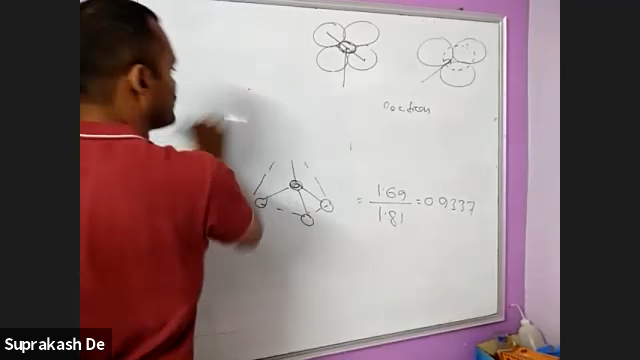 = 1.69 / 1.81 = 0.9337
Suprakash De